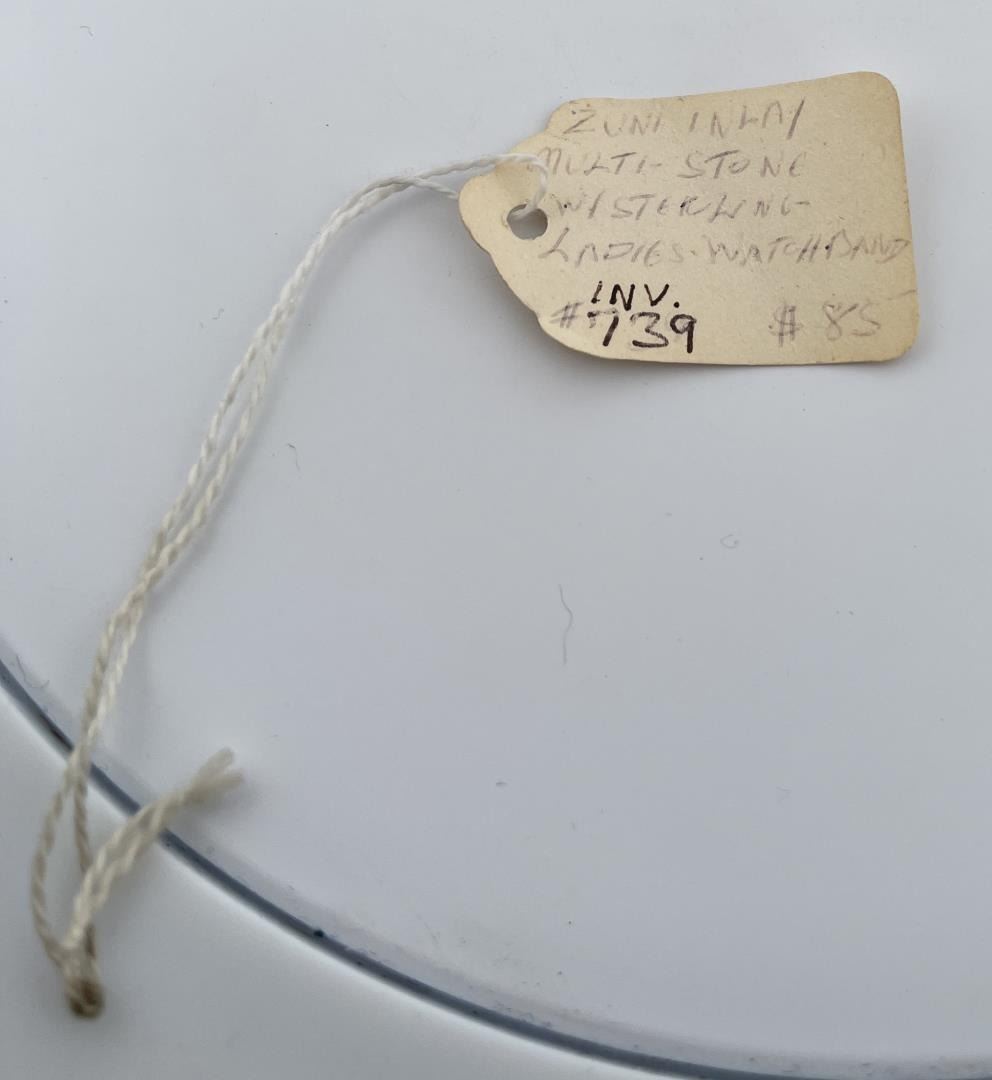 ZUNI INLAY
MULTI-STONE
W/STERLING
LADIES-WATCHBAND
INV.
#739 $85